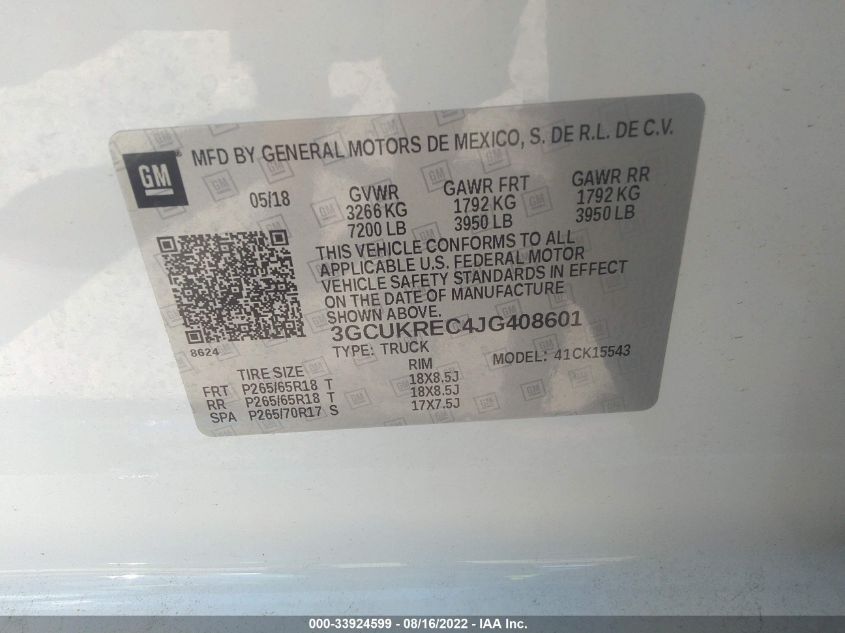 GM
MFD BY GENERAL MOTORS DE MEXICO, S. DE R.L. DE C.V.
05/18 GVWR GAWR FRT GAWR RR
3266 KG 1792 KG 1792 KG
7200 LB 3950 LB 3950 LB
THIS VEHICLE CONFORMS TO ALL
APPLICABLE U.S. FEDERAL MOTOR
VEHICLE SAFETY STANDARDS IN EFFECT
ON THE DATE OF MANUFACTURE
SHOWN ABOVE.
3GCUKREC4JG408601
8624
TYPE: TRUCK MODEL: 41CK15543
TIRE SIZE RIM
FRT P265/65R18 T 18X8.5J
RR P265/65R18 T 18X8.5J
SPA P265/70R17 S 17X7.5J
000-33924599 - 08/16/2022 - IAA Inc.